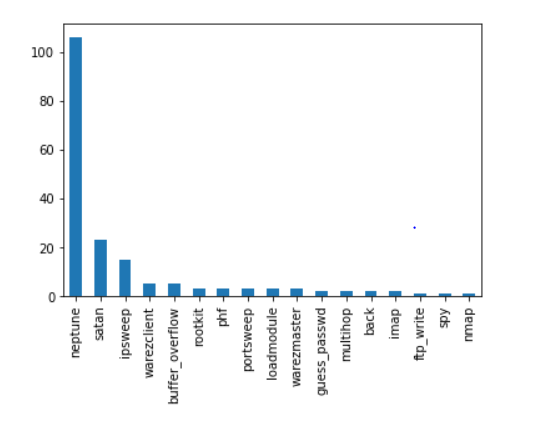 100
80
60
40
20
0
neptune
satan
ipsweep
warezclient
buffer_overflow
rootkit
phf
portsweep
loadmodule
warezmaster
guess_passwd
multihop
back
imap
ftp_write
spy
nmap